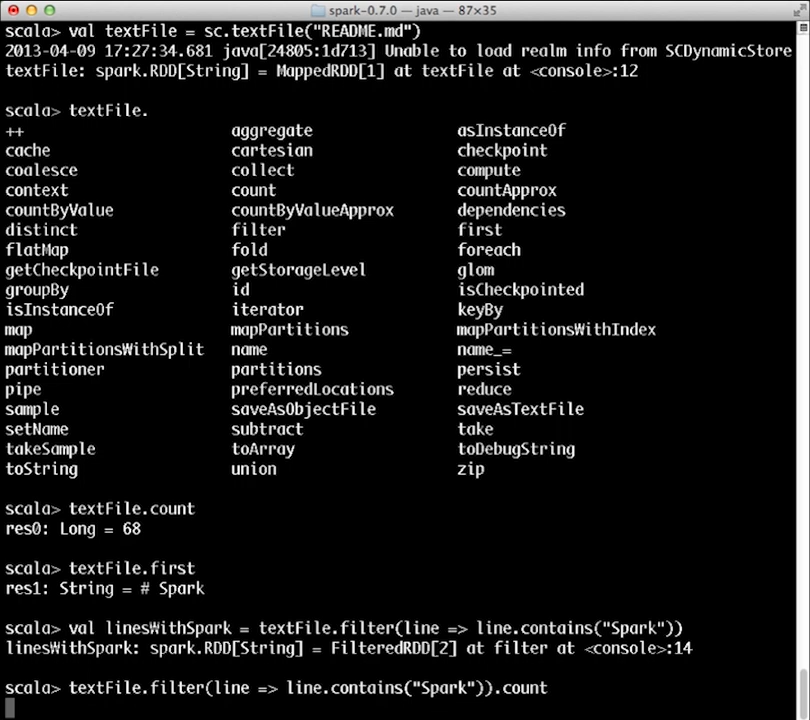 spark-0.7.0 — java — 87×35
scala> val textFile = sc.textFile("README.md")
2013-04-09 17:27:34.681 java[24805:1d713] Unable to load realm info from SCDynamicStore
textFile: spark.RDD[String] = MappedRDD[1] at textFile at <console>:12
scala> textFile.
++ aggregate asInstanceOf
cache cartesian checkpoint
coalesce collect compute
context count countApprox
countByValue countByValueApprox dependencies
distinct filter first
flatMap fold foreach
getCheckpointFile getStorageLevel glom
groupBy id isCheckpointed
isInstanceOf iterator keyBy
map mapPartitions mapPartitionsWithIndex
mapPartitionsWithSplit name name_=
partitioner partitions persist
pipe preferredLocations reduce
sample saveAsObjectFile saveAsTextFile
setName subtract take
takeSample toArray toDebugString
toString union zip
scala> textFile.count
res0: Long = 68
scala> textFile.first
res1: String = # Spark
scala> val linesWithSpark = textFile.filter(line => line.contains("Spark"))
linesWithSpark: spark.RDD[String] = FilteredRDD[2] at filter at <console>:14
scala> textFile.filter(line => line.contains("Spark")).count